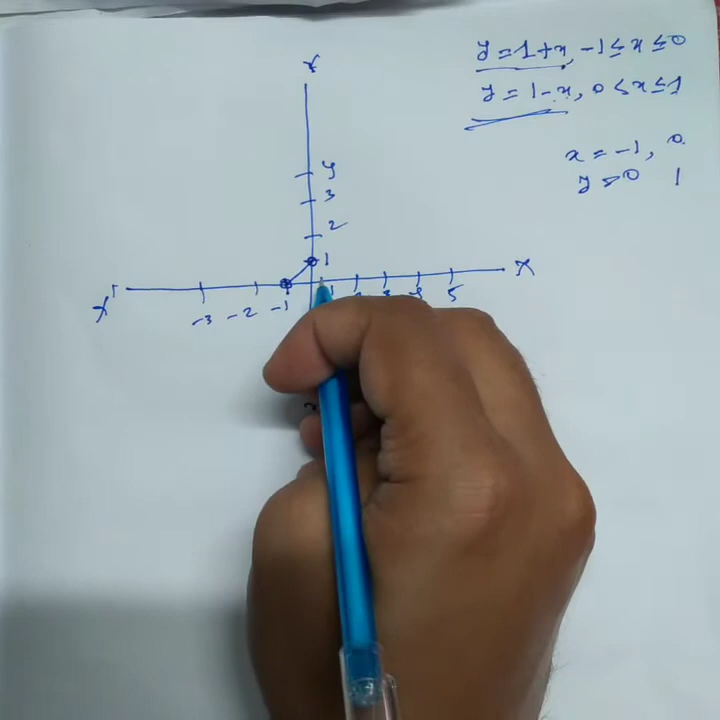 y = 1+x, -1 ≤ x ≤ 0
y = 1-x, 0 > x ≤ 1
x = -1, 0
y 0 1
4
3
2
1
X
X'
-3 -2 -1 5